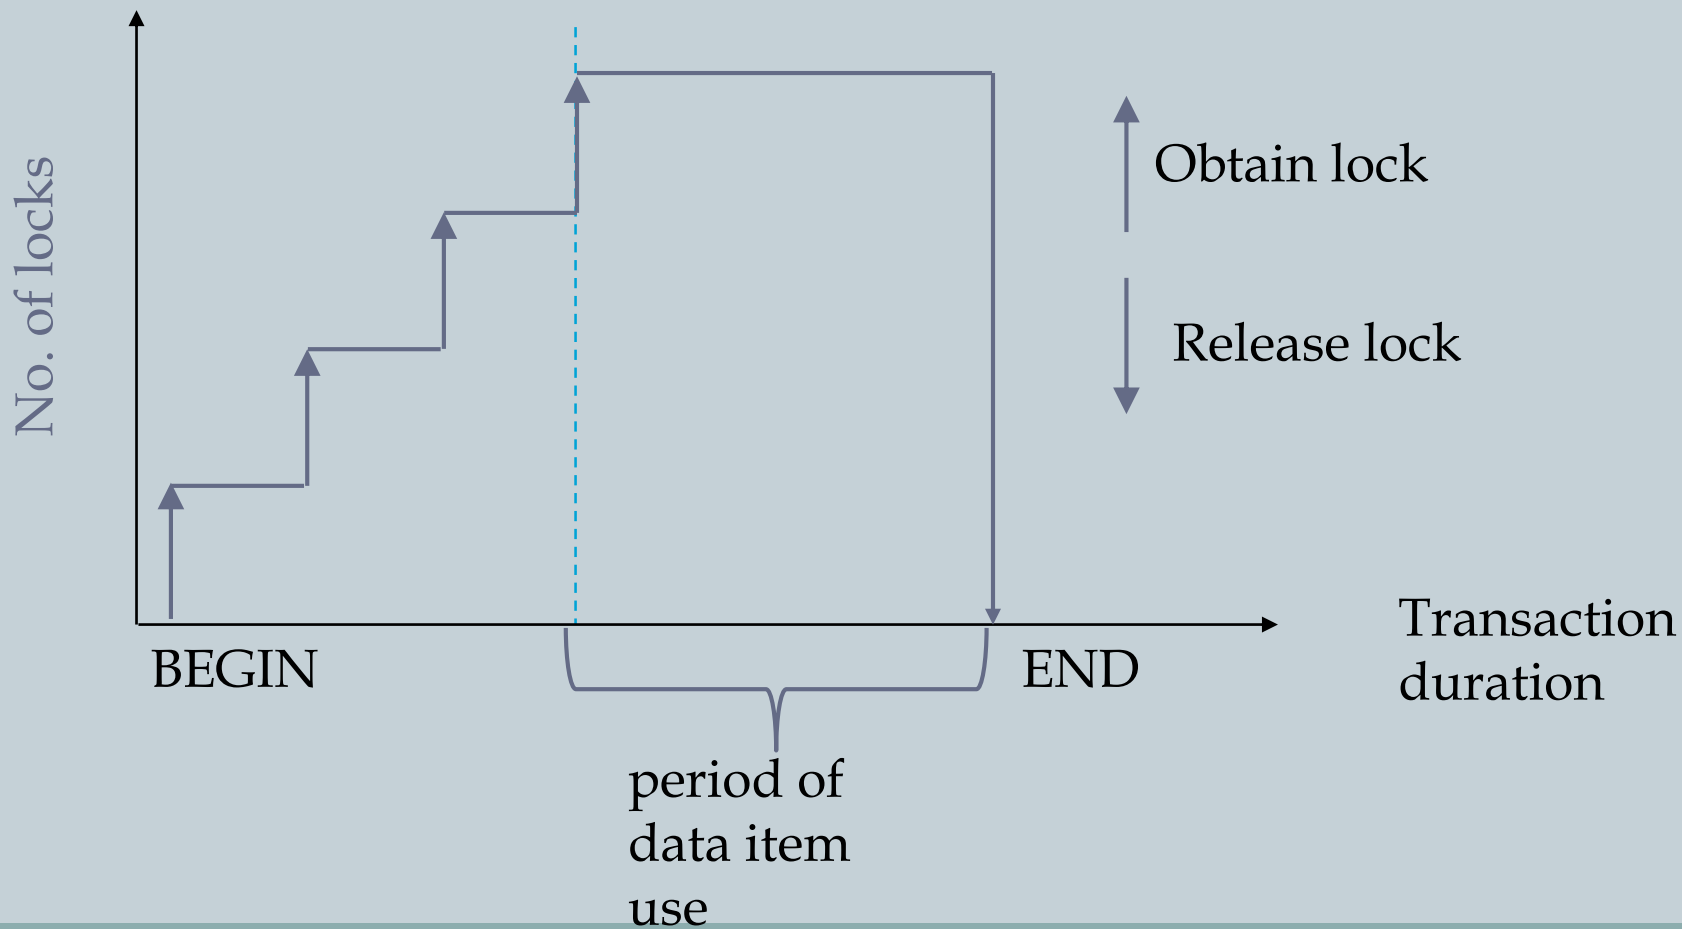 No. of locks
Obtain lock
Release lock
BEGIN
END
Transaction
duration
period of
data item
use